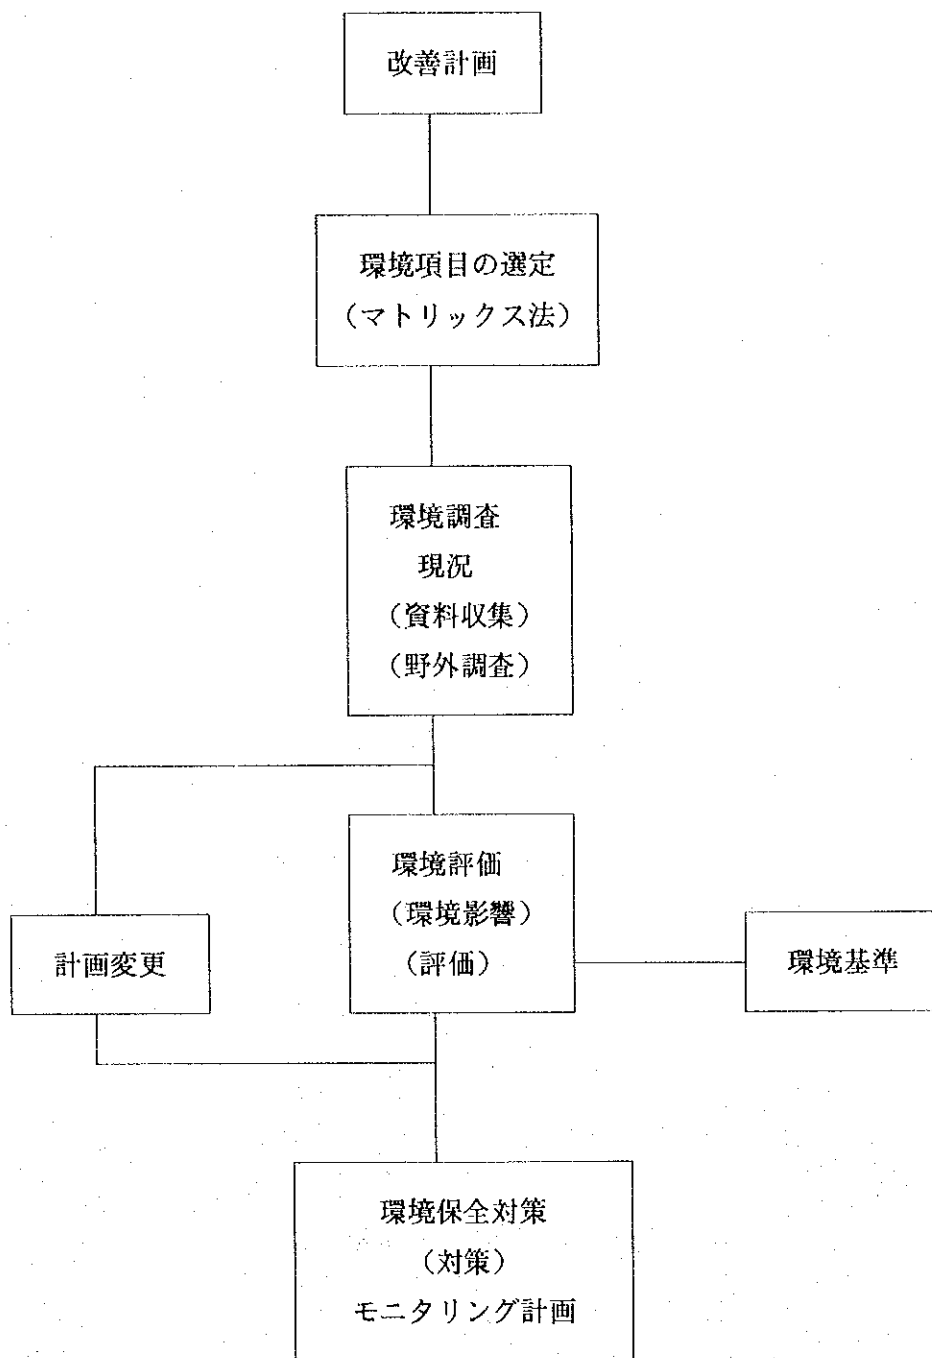 改善計画
環境項目の選定
（マトリックス法）
環境調査
現況
（資料収集）
（野外調査）
環境評価
（環境影響）
（評価）
計画変更
環境基準
環境保全対策
（対策）
モニタリング計画